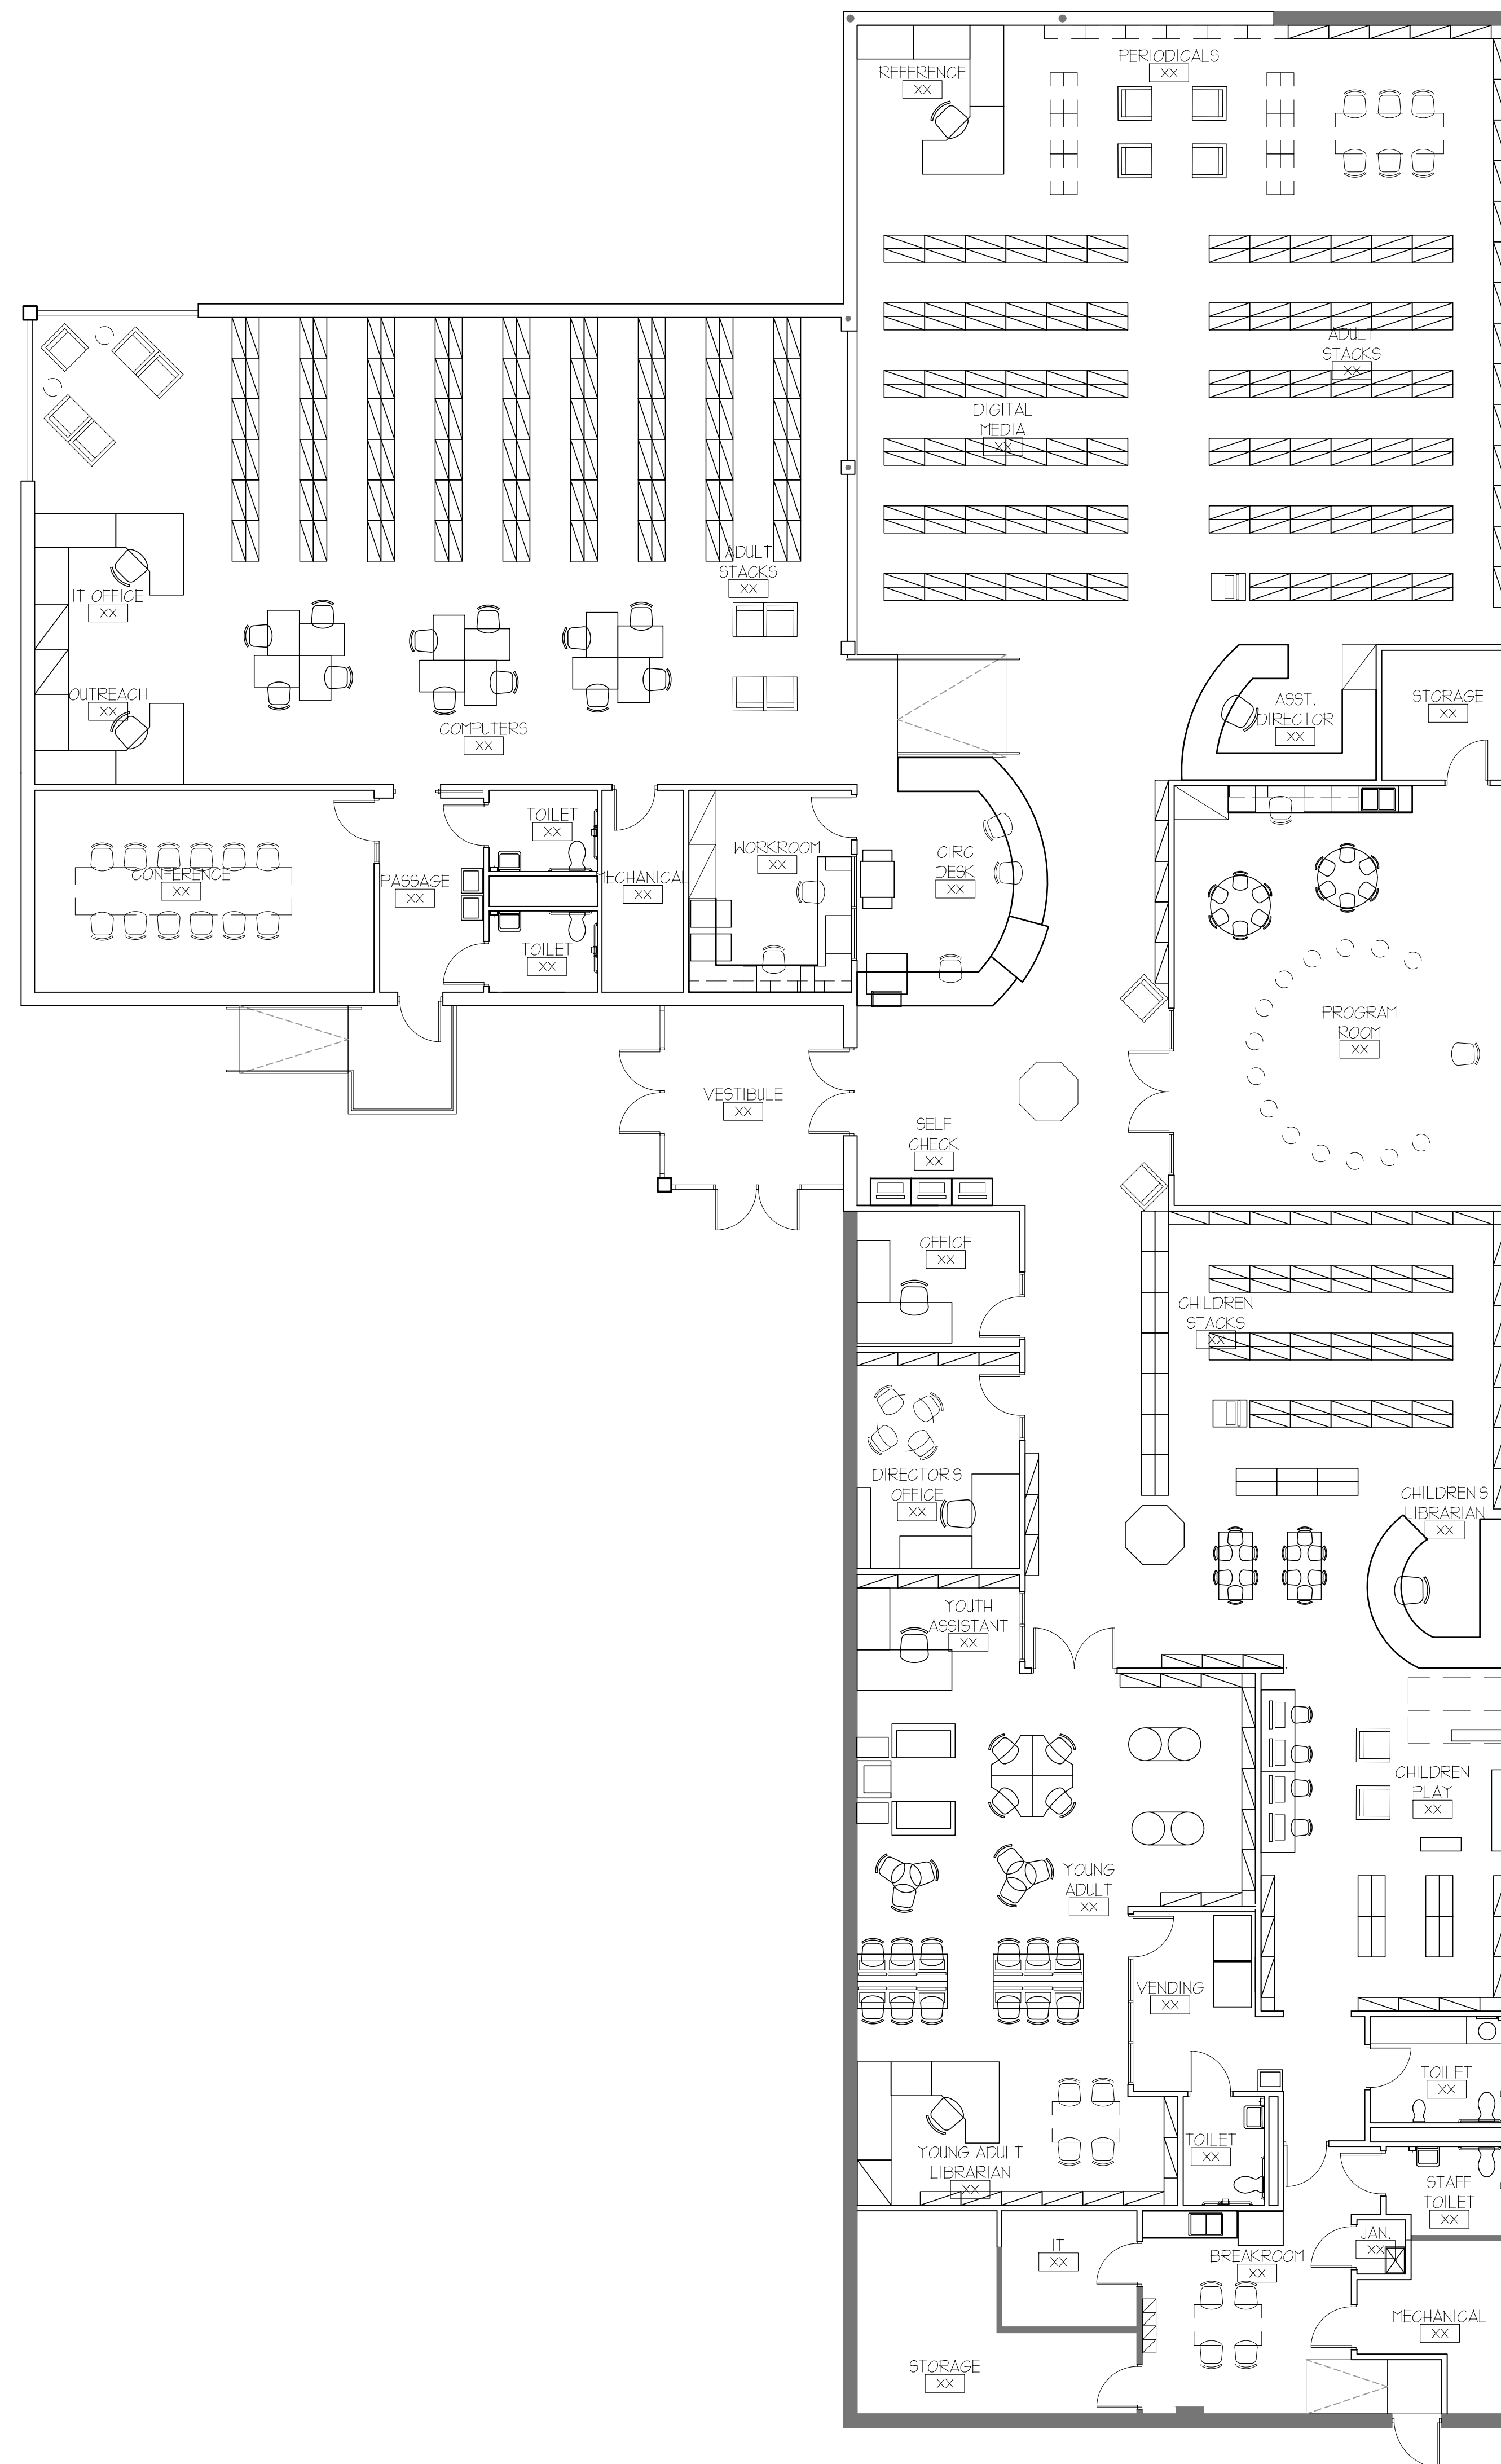 REFERENCE
XX
PERIODICALS
XX
ADULT
STACKS
XX
DIGITAL
MEDIA
XX
ADULT
STACKS
XX
IT OFFICE
XX
OUTREACH
XX
COMPUTERS
XX
ASST.
DIRECTOR
XX
STORAGE
XX
CONFERENCE
XX
PASSAGE
XX
TOILET
XX
TOILET
XX
MECHANICAL
XX
WORKROOM
XX
CIRC
DESK
XX
PROGRAM
ROOM
XX
VESTIBULE
XX
SELF
CHECK
XX
OFFICE
XX
CHILDREN
STACKS
XX
DIRECTOR'S
OFFICE
XX
CHILDREN'S
LIBRARIAN
XX
YOUTH
ASSISTANT
XX
CHILDREN
PLAY
XX
YOUNG
ADULT
XX
VENDING
XX
TOILET
XX
YOUNG ADULT
LIBRARIAN
XX
TOILET
XX
STAFF
TOILET
XX
JAN.
XX
IT
XX
BREAKROOM
XX
MECHANICAL
XX
STORAGE
XX